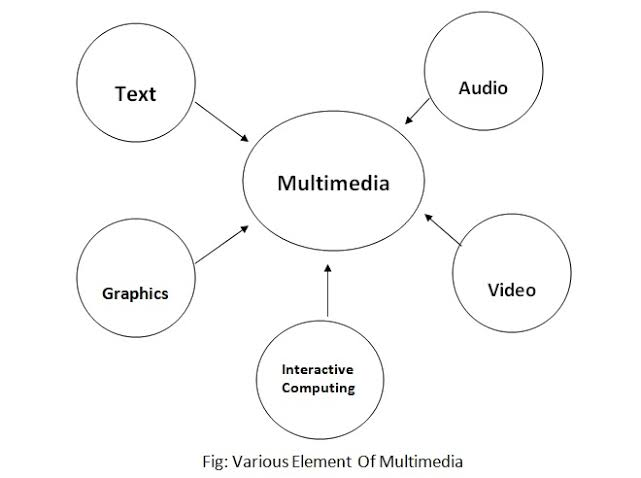 Text
Audio
Multimedia
Graphics
Video
Interactive
Computing
Fig: Various Element Of Multimedia